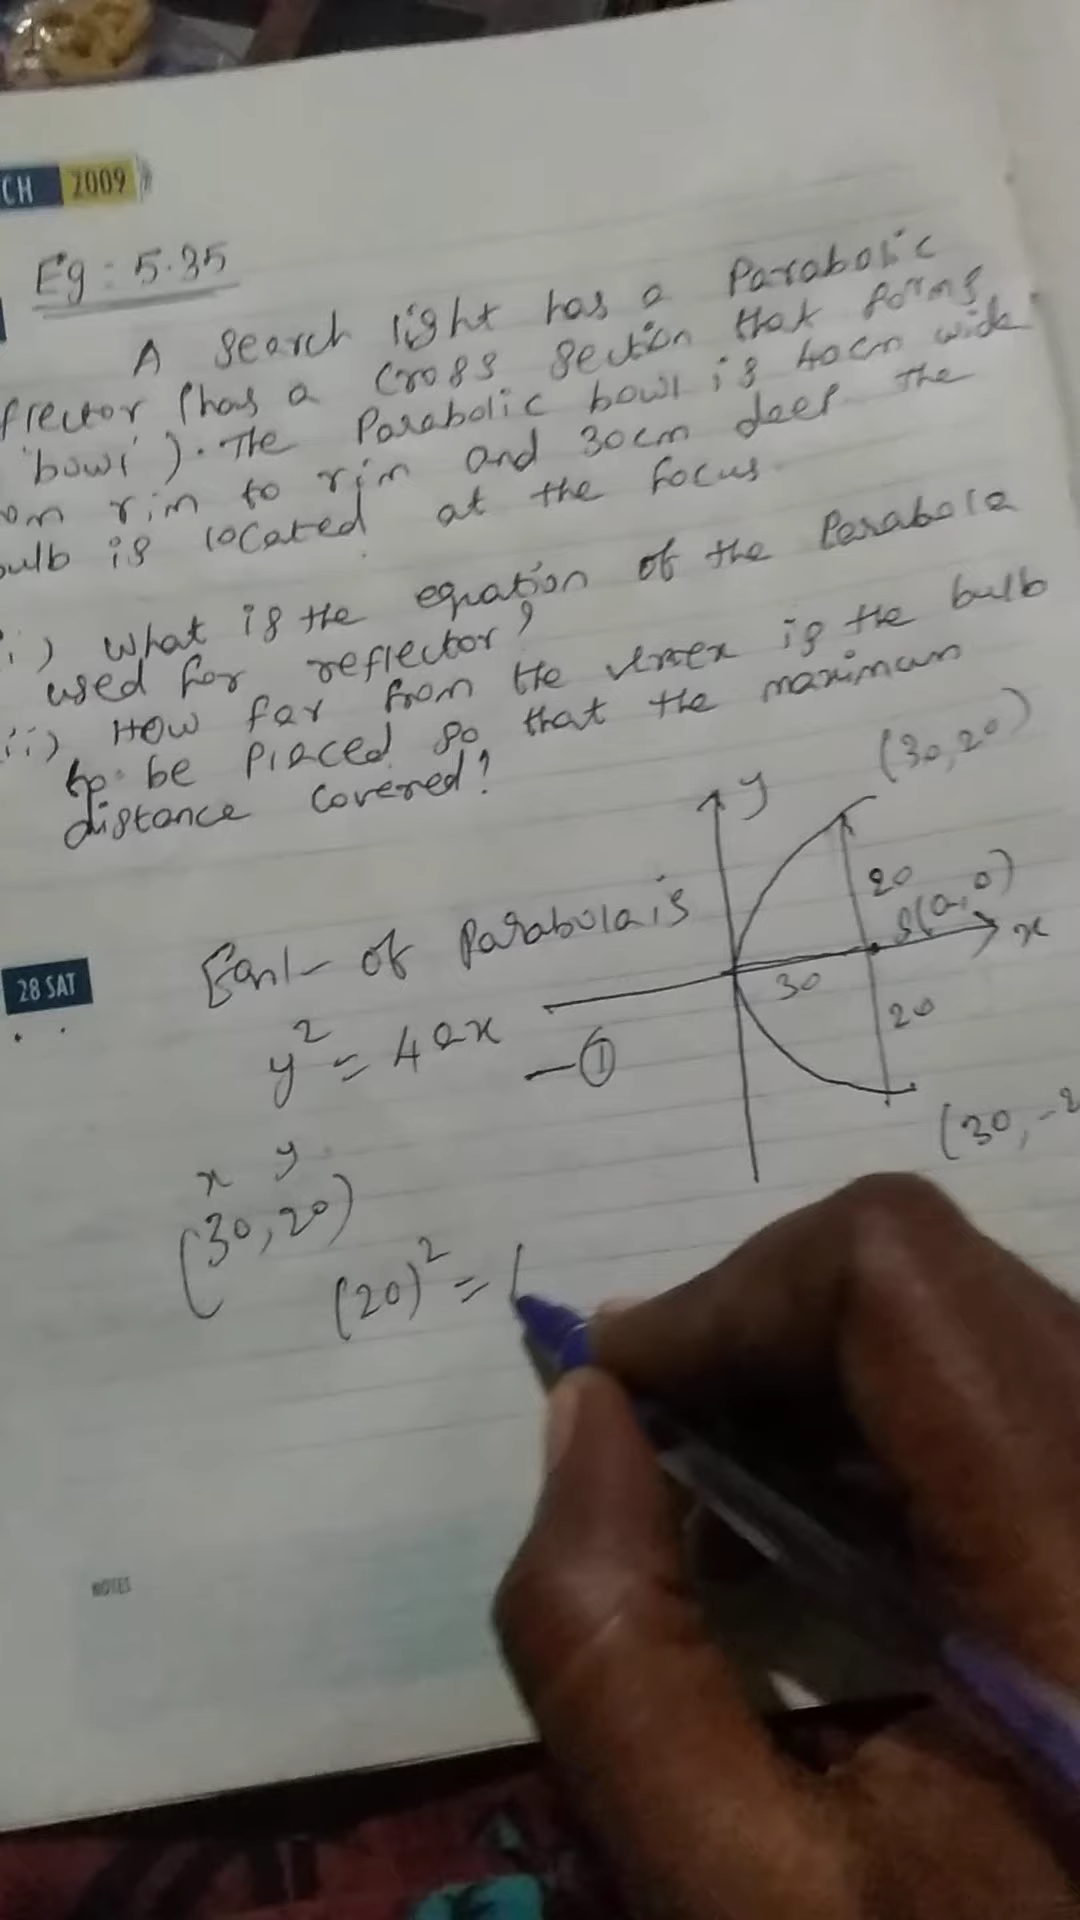 CH 2009
Eg : 5.35
A search light has a Parabolic
flector (has a cross section that forms
'bowl'). The Parabolic bowl is 40cm wide
om rim to rim and 30cm deep the
bulb is located at the focus.
i) what is the equation of the Parabola
used for reflector?
ii) How far from the vertex is the bulb
to be placed so that the maximum
distance covered?
(30,20)
y
20
S(a,0)
x
30
20
(30,-2
28 SAT
Eqn/- of Parabola is
y² = 4ax -①
x y
(30,20)
(20)² = (
NOTES